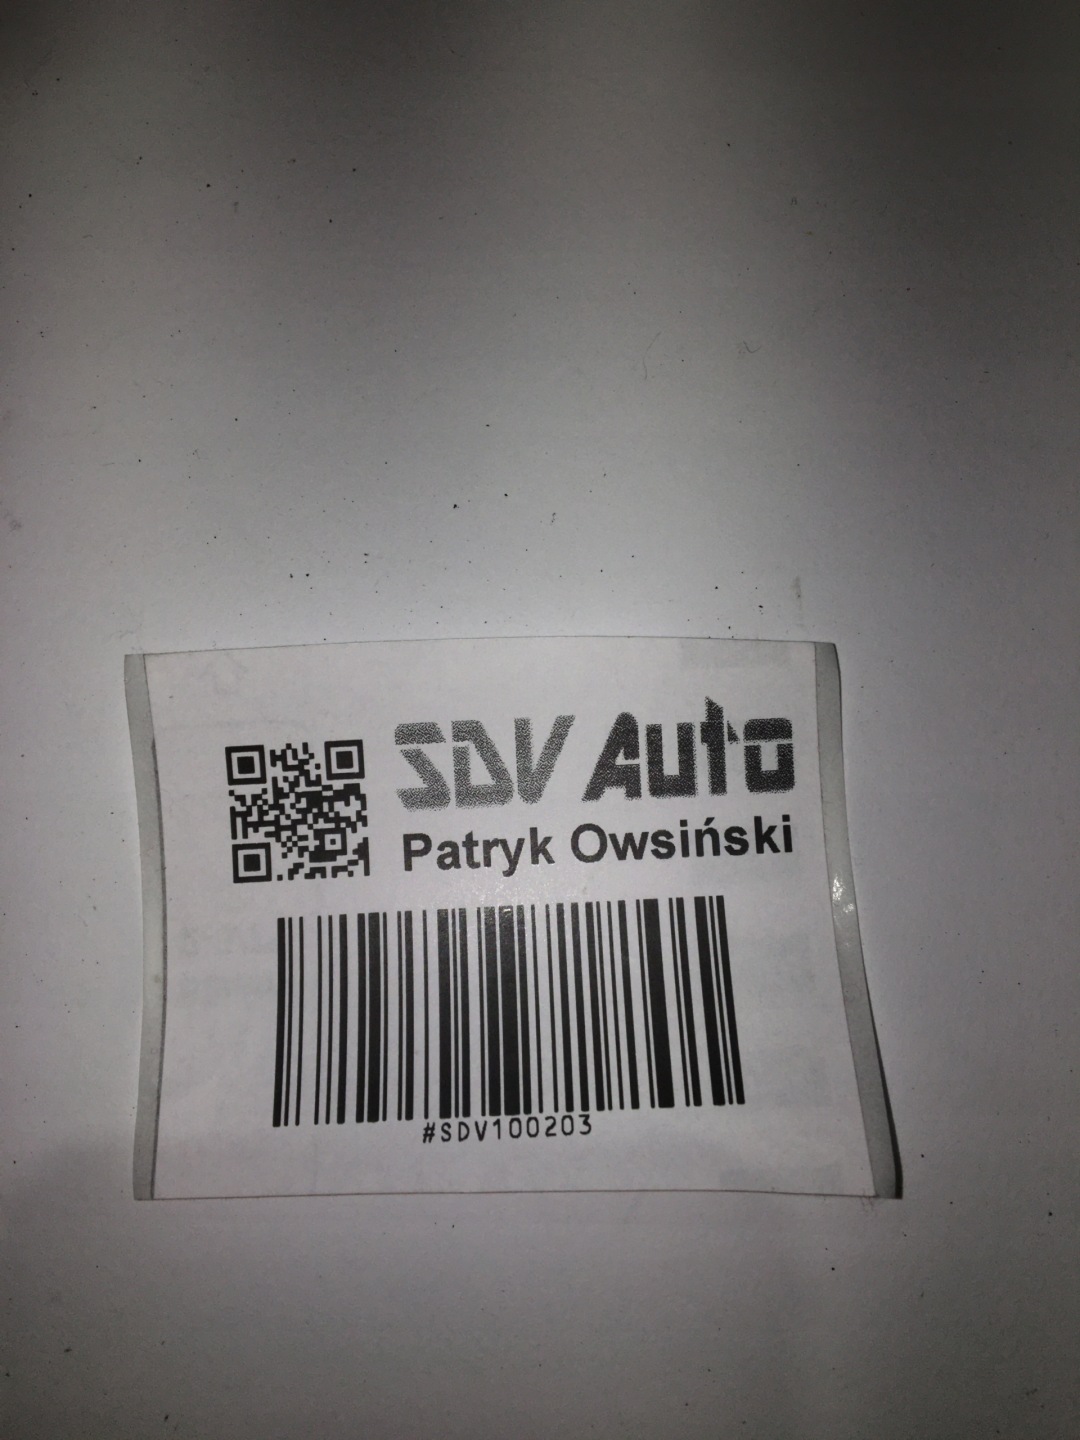 SDV Auto
Patryk Owsiński
#SDV100203